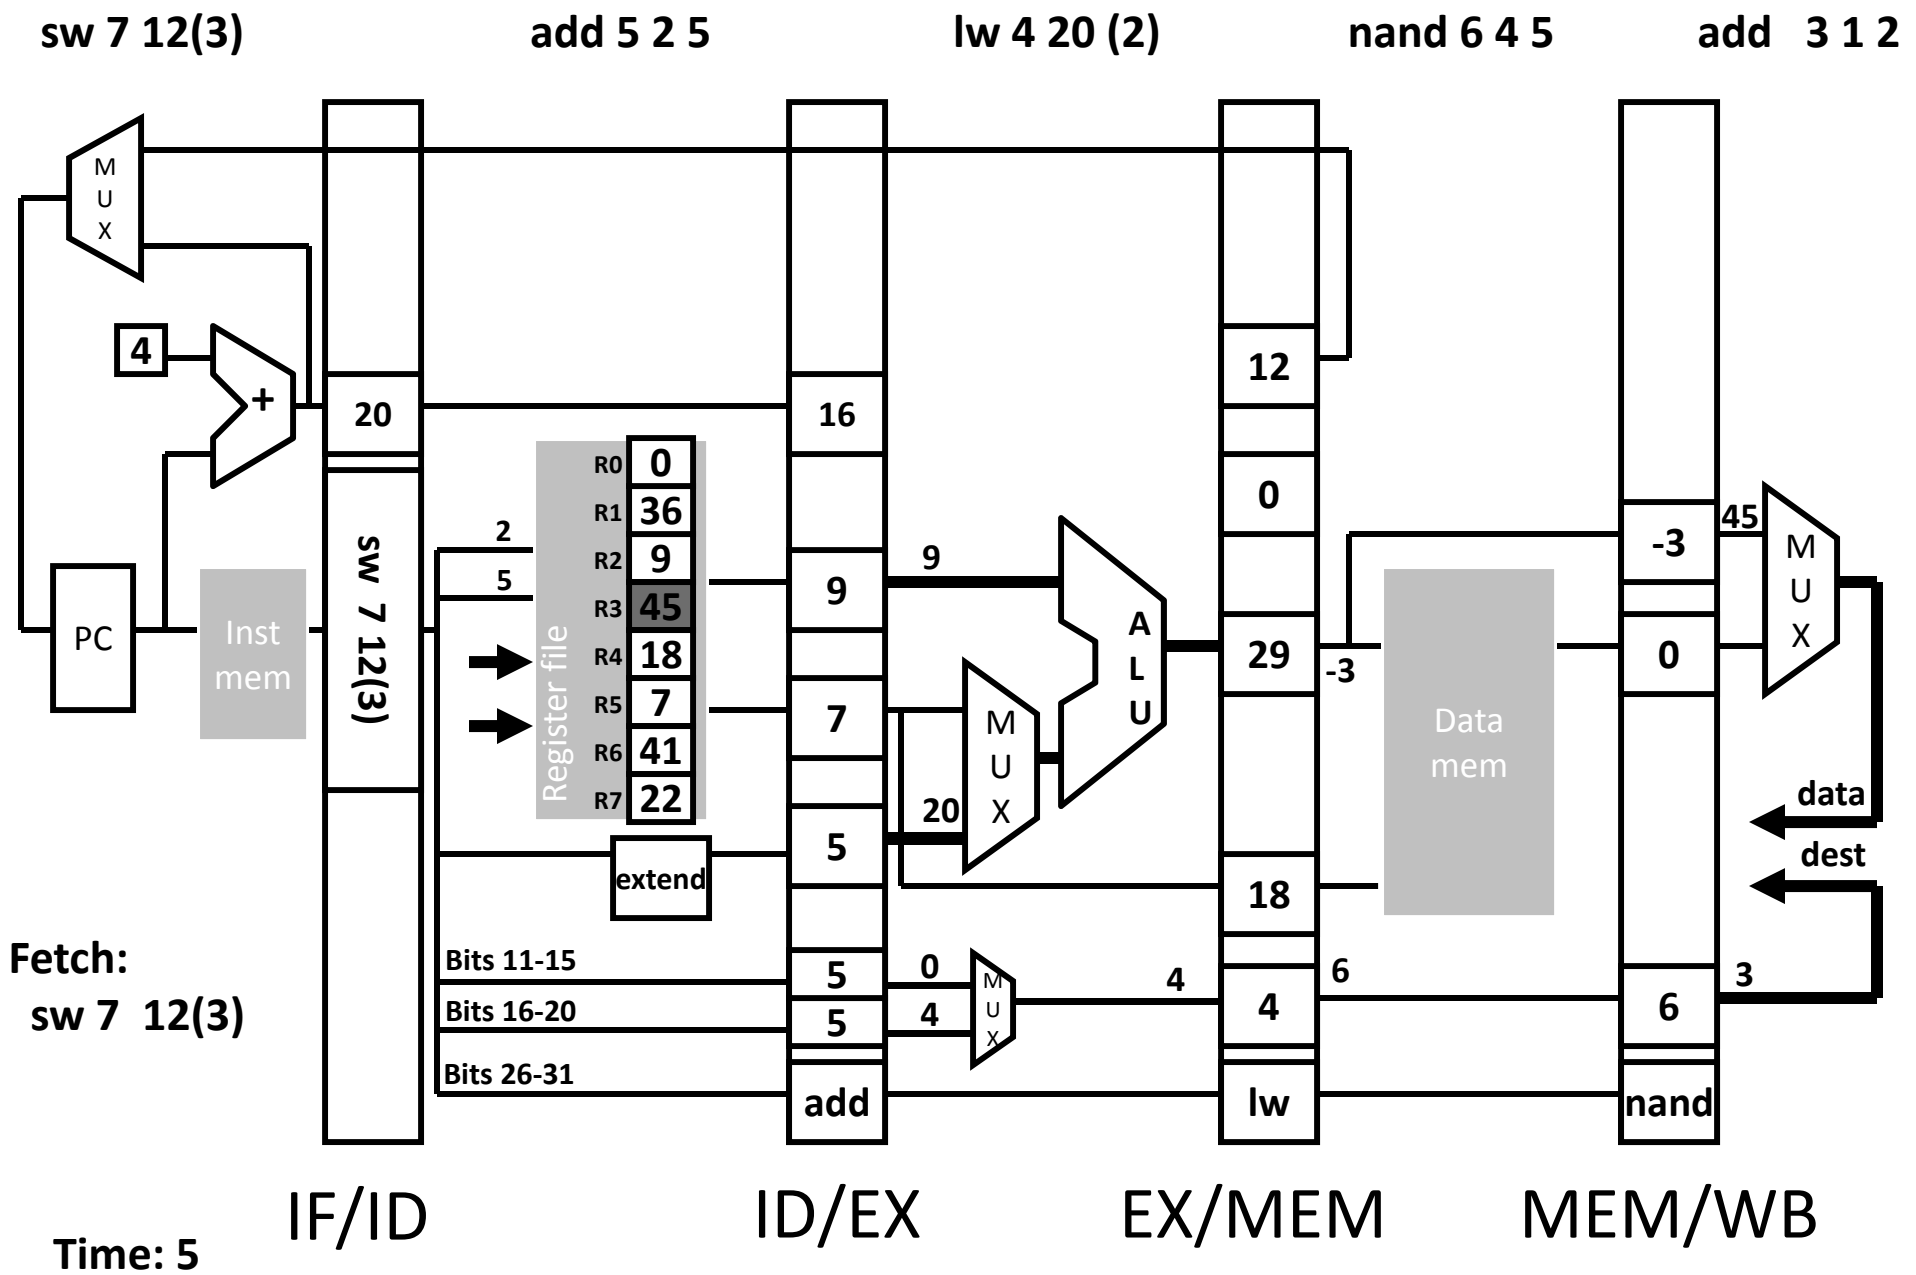 sw 7 12(3)
add 5 2 5
lw 4 20 (2)
nand 6 4 5
add 3 1 2
M
U
X
4
+
20
16
12
0
PC
Inst
mem
sw 7 12(3)
2
5
Register file
R0 0
R1 36
R2 9
R3 45
R4 18
R5 7
R6 41
R7 22
extend
9
7
5
9
20
M
U
X
A
L
U
29
-3
18
Data
mem
-3
0
45
M
U
X
data
dest
Fetch:
sw 7 12(3)
Bits 11-15
Bits 16-20
Bits 26-31
5
5
add
0
4
M
U
X
4
4
lw
6
6
nand
3
IF/ID
ID/EX
EX/MEM
MEM/WB
Time: 5